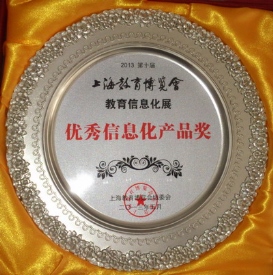 2013 第十届
上海教育博览会
教育信息化展
优秀信息化产品奖
上海教育博览会组委会